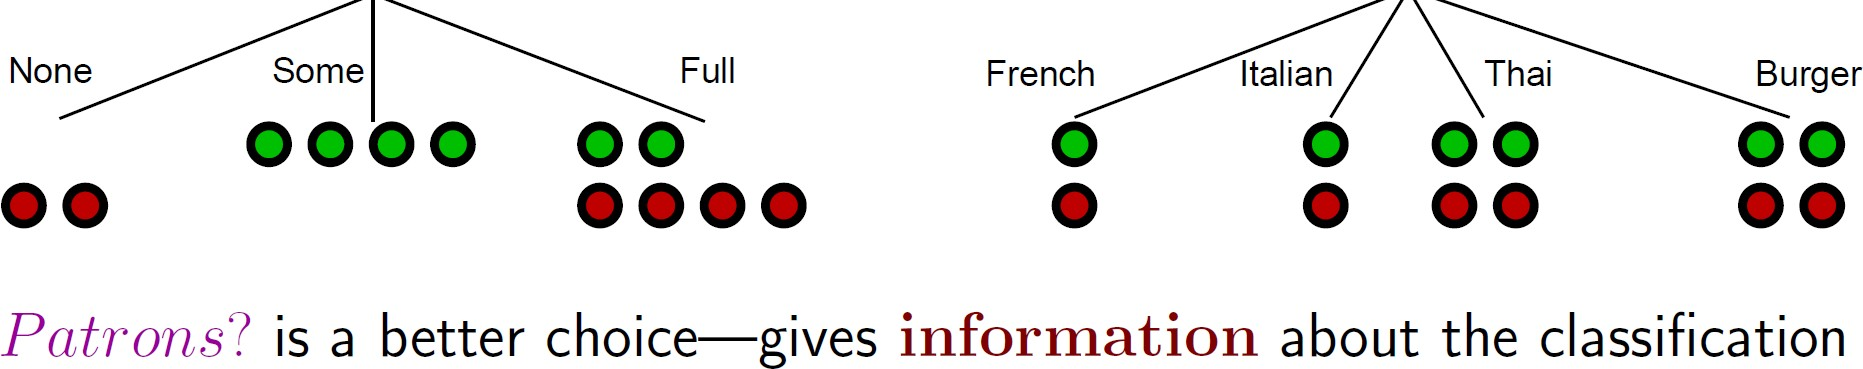 None Some Full French Italian Thai Burger
Patrons? is a better choice—gives information about the classification